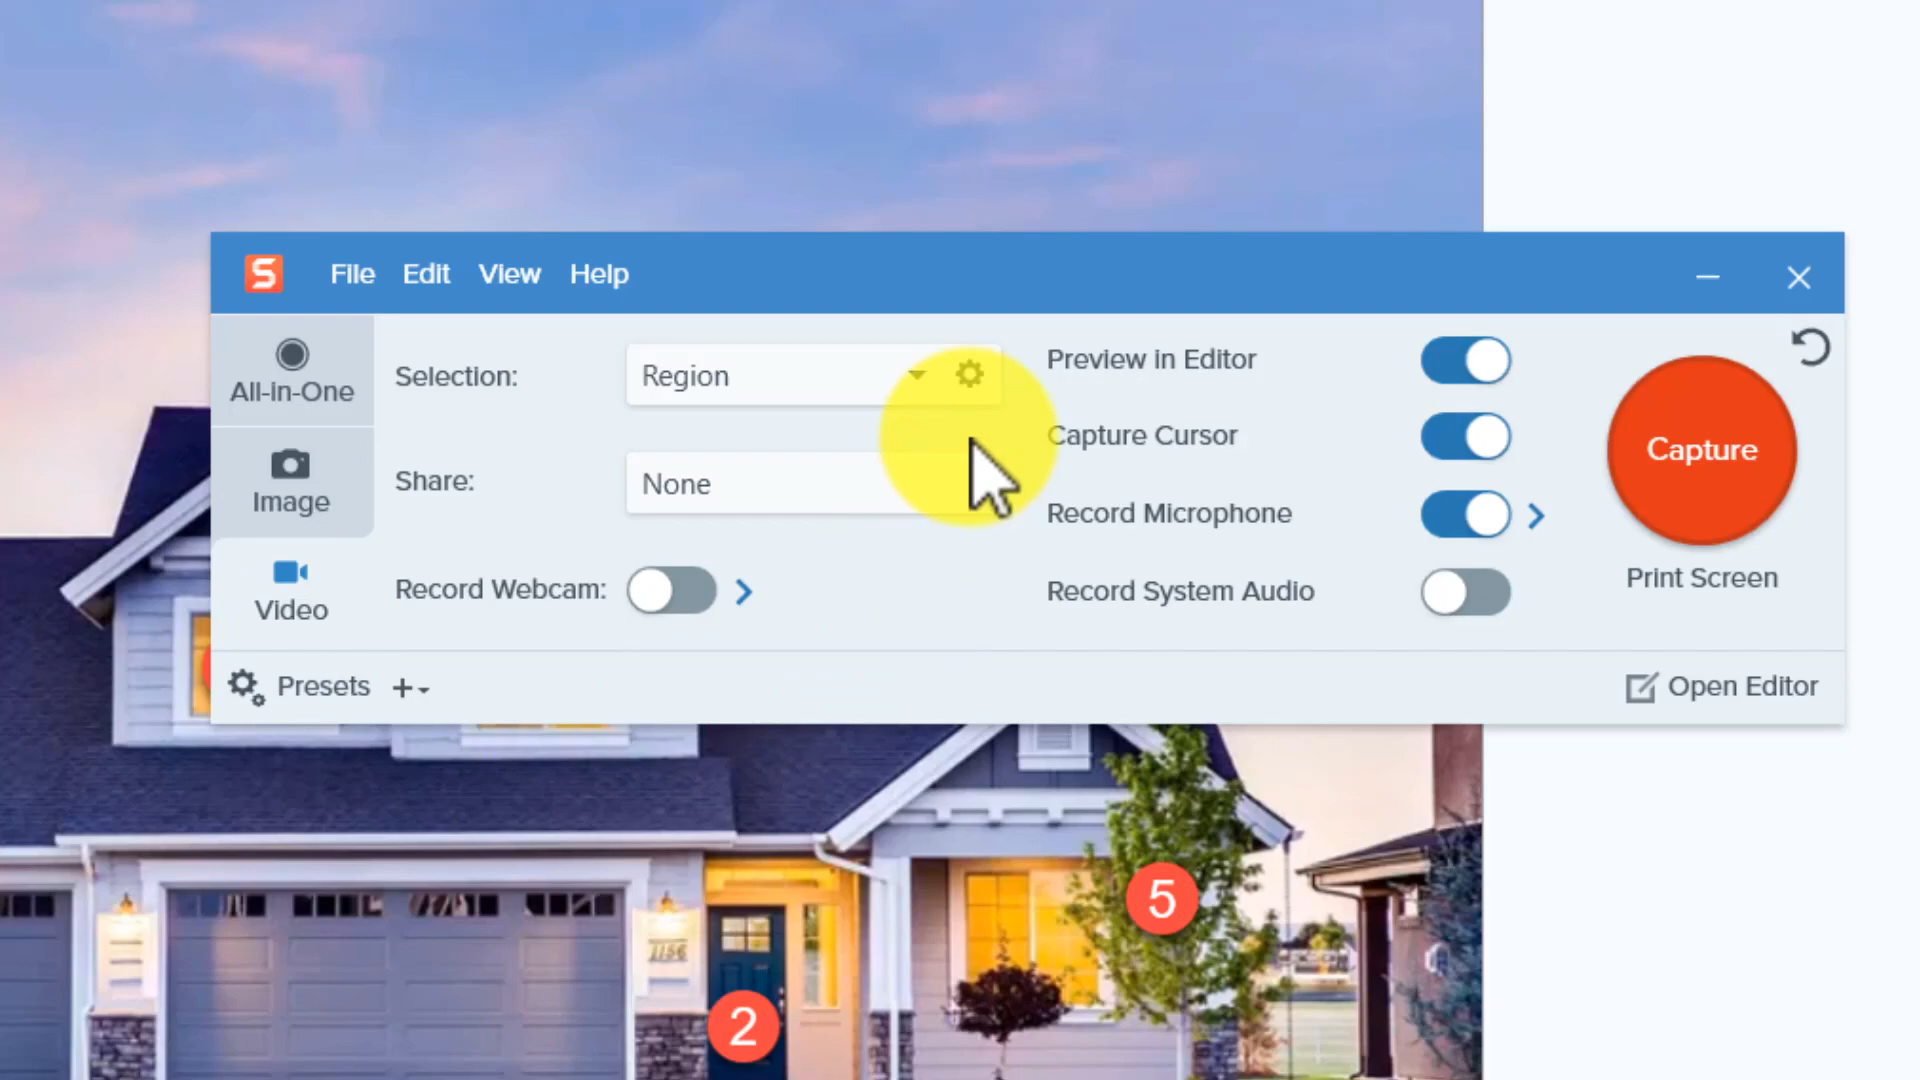 S File Edit View Help
All-in-One
Image
Video
Selection: Region
Share: None
Record Webcam:
Preview in Editor
Capture Cursor
Record Microphone
Record System Audio
Capture
Print Screen
Presets
Open Editor
1156
5
2